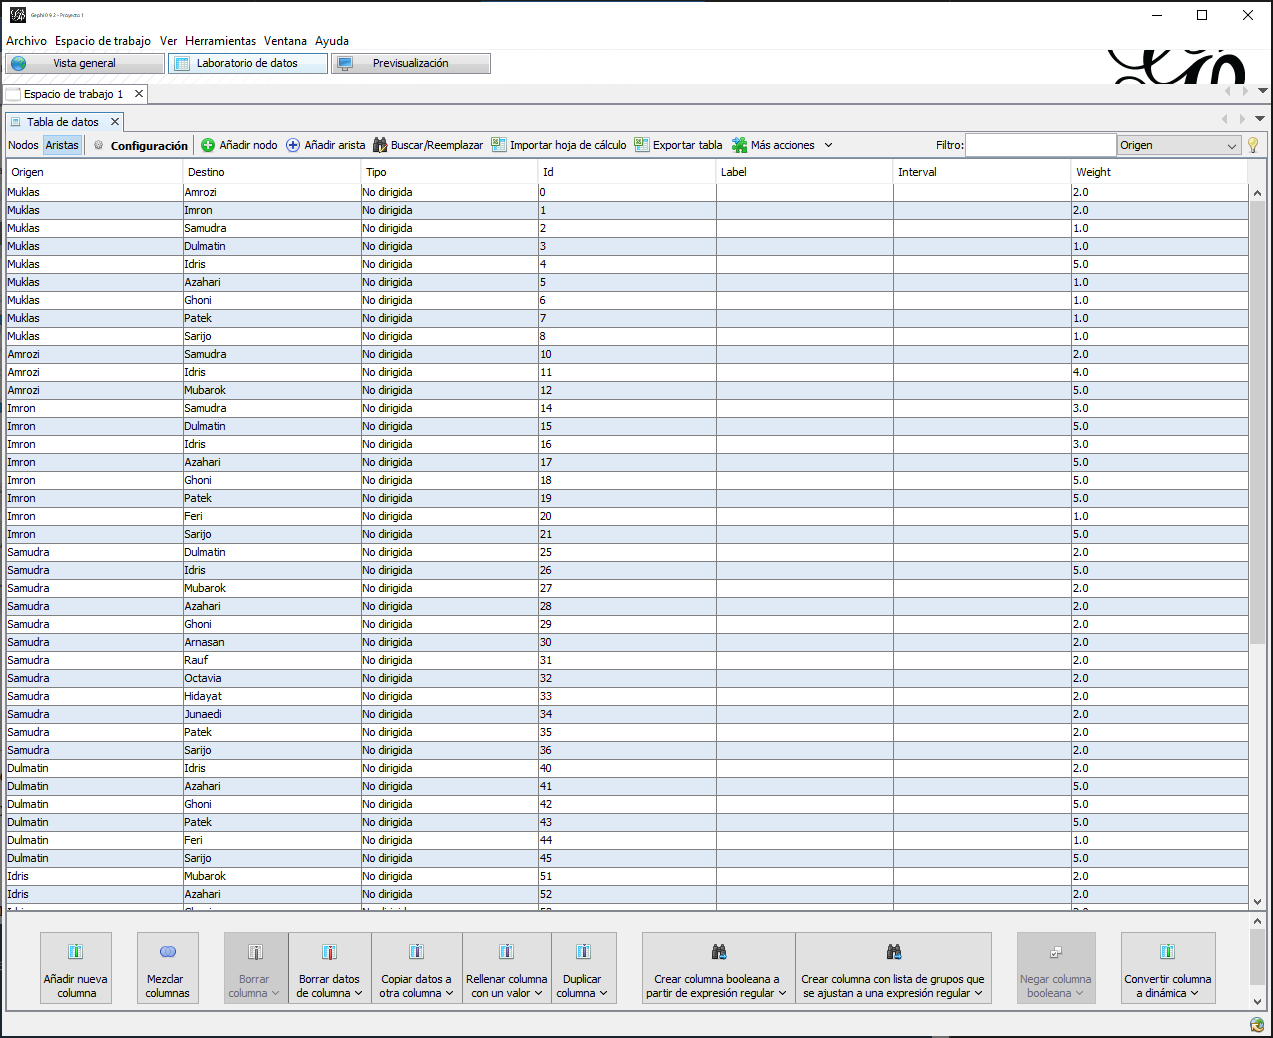 Gephi 0.9.2 - Proyecto 1
Archivo Espacio de trabajo Ver Herramientas Ventana Ayuda
Vista general Laboratorio de datos Previsualización
Espacio de trabajo 1
Tabla de datos
Nodos Aristas Configuración Añadir nodo Añadir arista Buscar/Reemplazar Importar hoja de cálculo Exportar tabla Más acciones Filtro: Origen
Origen Destino Tipo Id Label Interval Weight
Muklas Amrozi No dirigida 0 2.0
Muklas Imron No dirigida 1 2.0
Muklas Samudra No dirigida 2 1.0
Muklas Dulmatin No dirigida 3 1.0
Muklas Idris No dirigida 4 5.0
Muklas Azahari No dirigida 5 1.0
Muklas Ghoni No dirigida 6 1.0
Muklas Patek No dirigida 7 1.0
Muklas Sarijo No dirigida 8 1.0
Amrozi Samudra No dirigida 10 2.0
Amrozi Idris No dirigida 11 4.0
Amrozi Mubarok No dirigida 12 5.0
Imron Samudra No dirigida 14 3.0
Imron Dulmatin No dirigida 15 5.0
Imron Idris No dirigida 16 3.0
Imron Azahari No dirigida 17 5.0
Imron Ghoni No dirigida 18 5.0
Imron Patek No dirigida 19 5.0
Imron Feri No dirigida 20 1.0
Imron Sarijo No dirigida 21 5.0
Samudra Dulmatin No dirigida 25 2.0
Samudra Idris No dirigida 26 5.0
Samudra Mubarok No dirigida 27 2.0
Samudra Azahari No dirigida 28 2.0
Samudra Ghoni No dirigida 29 2.0
Samudra Arnasan No dirigida 30 2.0
Samudra Rauf No dirigida 31 2.0
Samudra Octavia No dirigida 32 2.0
Samudra Hidayat No dirigida 33 2.0
Samudra Junaedi No dirigida 34 2.0
Samudra Patek No dirigida 35 2.0
Samudra Sarijo No dirigida 36 2.0
Dulmatin Idris No dirigida 40 2.0
Dulmatin Azahari No dirigida 41 5.0
Dulmatin Ghoni No dirigida 42 5.0
Dulmatin Patek No dirigida 43 5.0
Dulmatin Feri No dirigida 44 1.0
Dulmatin Sarijo No dirigida 45 5.0
Idris Mubarok No dirigida 51 2.0
Idris Azahari No dirigida 52 2.0
Añadir nueva columna
Mezclar columnas
Borrar columna
Borrar datos de columna
Copiar datos a otra columna
Rellenar columna con un valor
Duplicar columna
Crear columna booleana a partir de expresión regular
Crear columna con lista de grupos que se ajustan a una expresión regular
Negar columna booleana
Convertir columna a dinámica